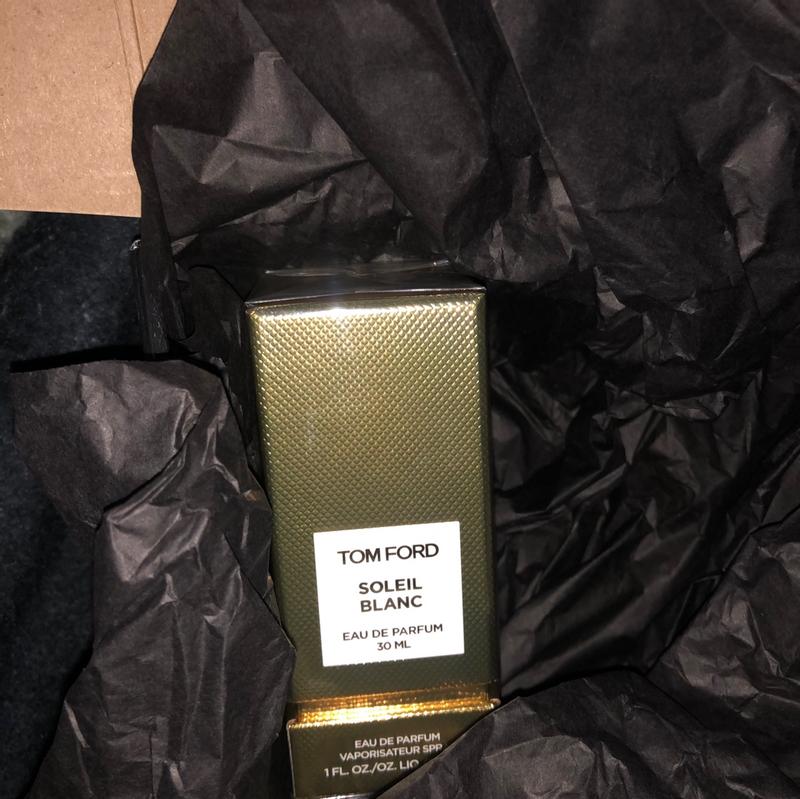 TOM FORD
SOLEIL
BLANC
EAU DE PARFUM
30 ML
EAU DE PARFUM
VAPORISATEUR SPR
1 FL. OZ./OZ. LIQ